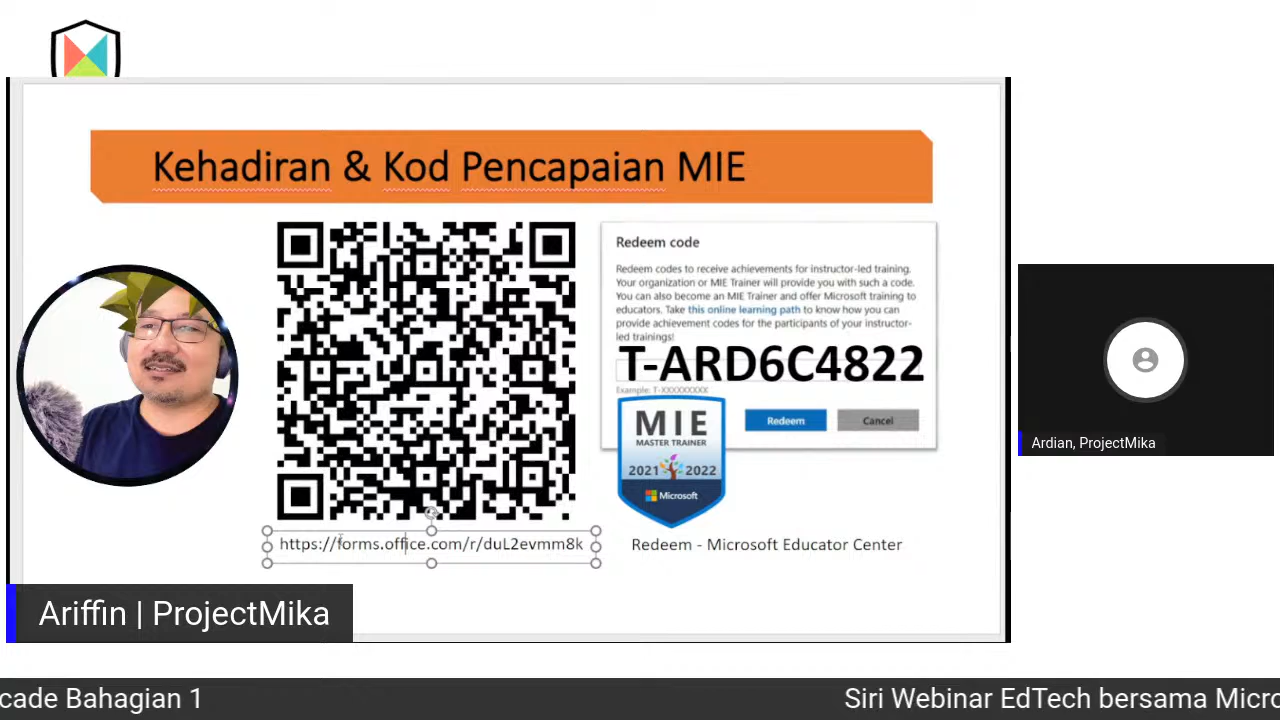 Kehadiran & Kod Pencapaian MIE
Redeem code
Redeem codes to receive achievements for instructor-led training.
Your organization or MIE Trainer will provide you with such a code.
You can also become an MIE Trainer and offer Microsoft training to
educators. Take this online learning path to know how you can
provide achievement codes for the participants of your instructor-
led trainings!
T-ARD6C4822
Example: T-XXXXXXXXX
MIE
MASTER TRAINER
2021 2022
Microsoft
Redeem
Cancel
https://forms.office.com/r/duL2evmm8k
Redeem - Microsoft Educator Center
Ardian, ProjectMika
Ariffin | ProjectMika
cade Bahagian 1
Siri Webinar EdTech bersama Micro